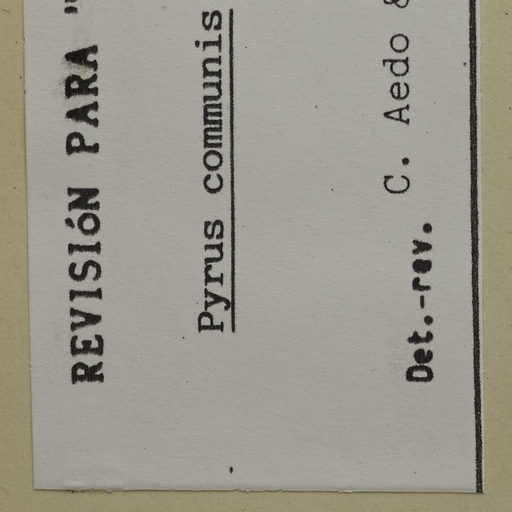 REVISIÓN PARA "
Pyrus communis
Det.-rev. C. Aedo &